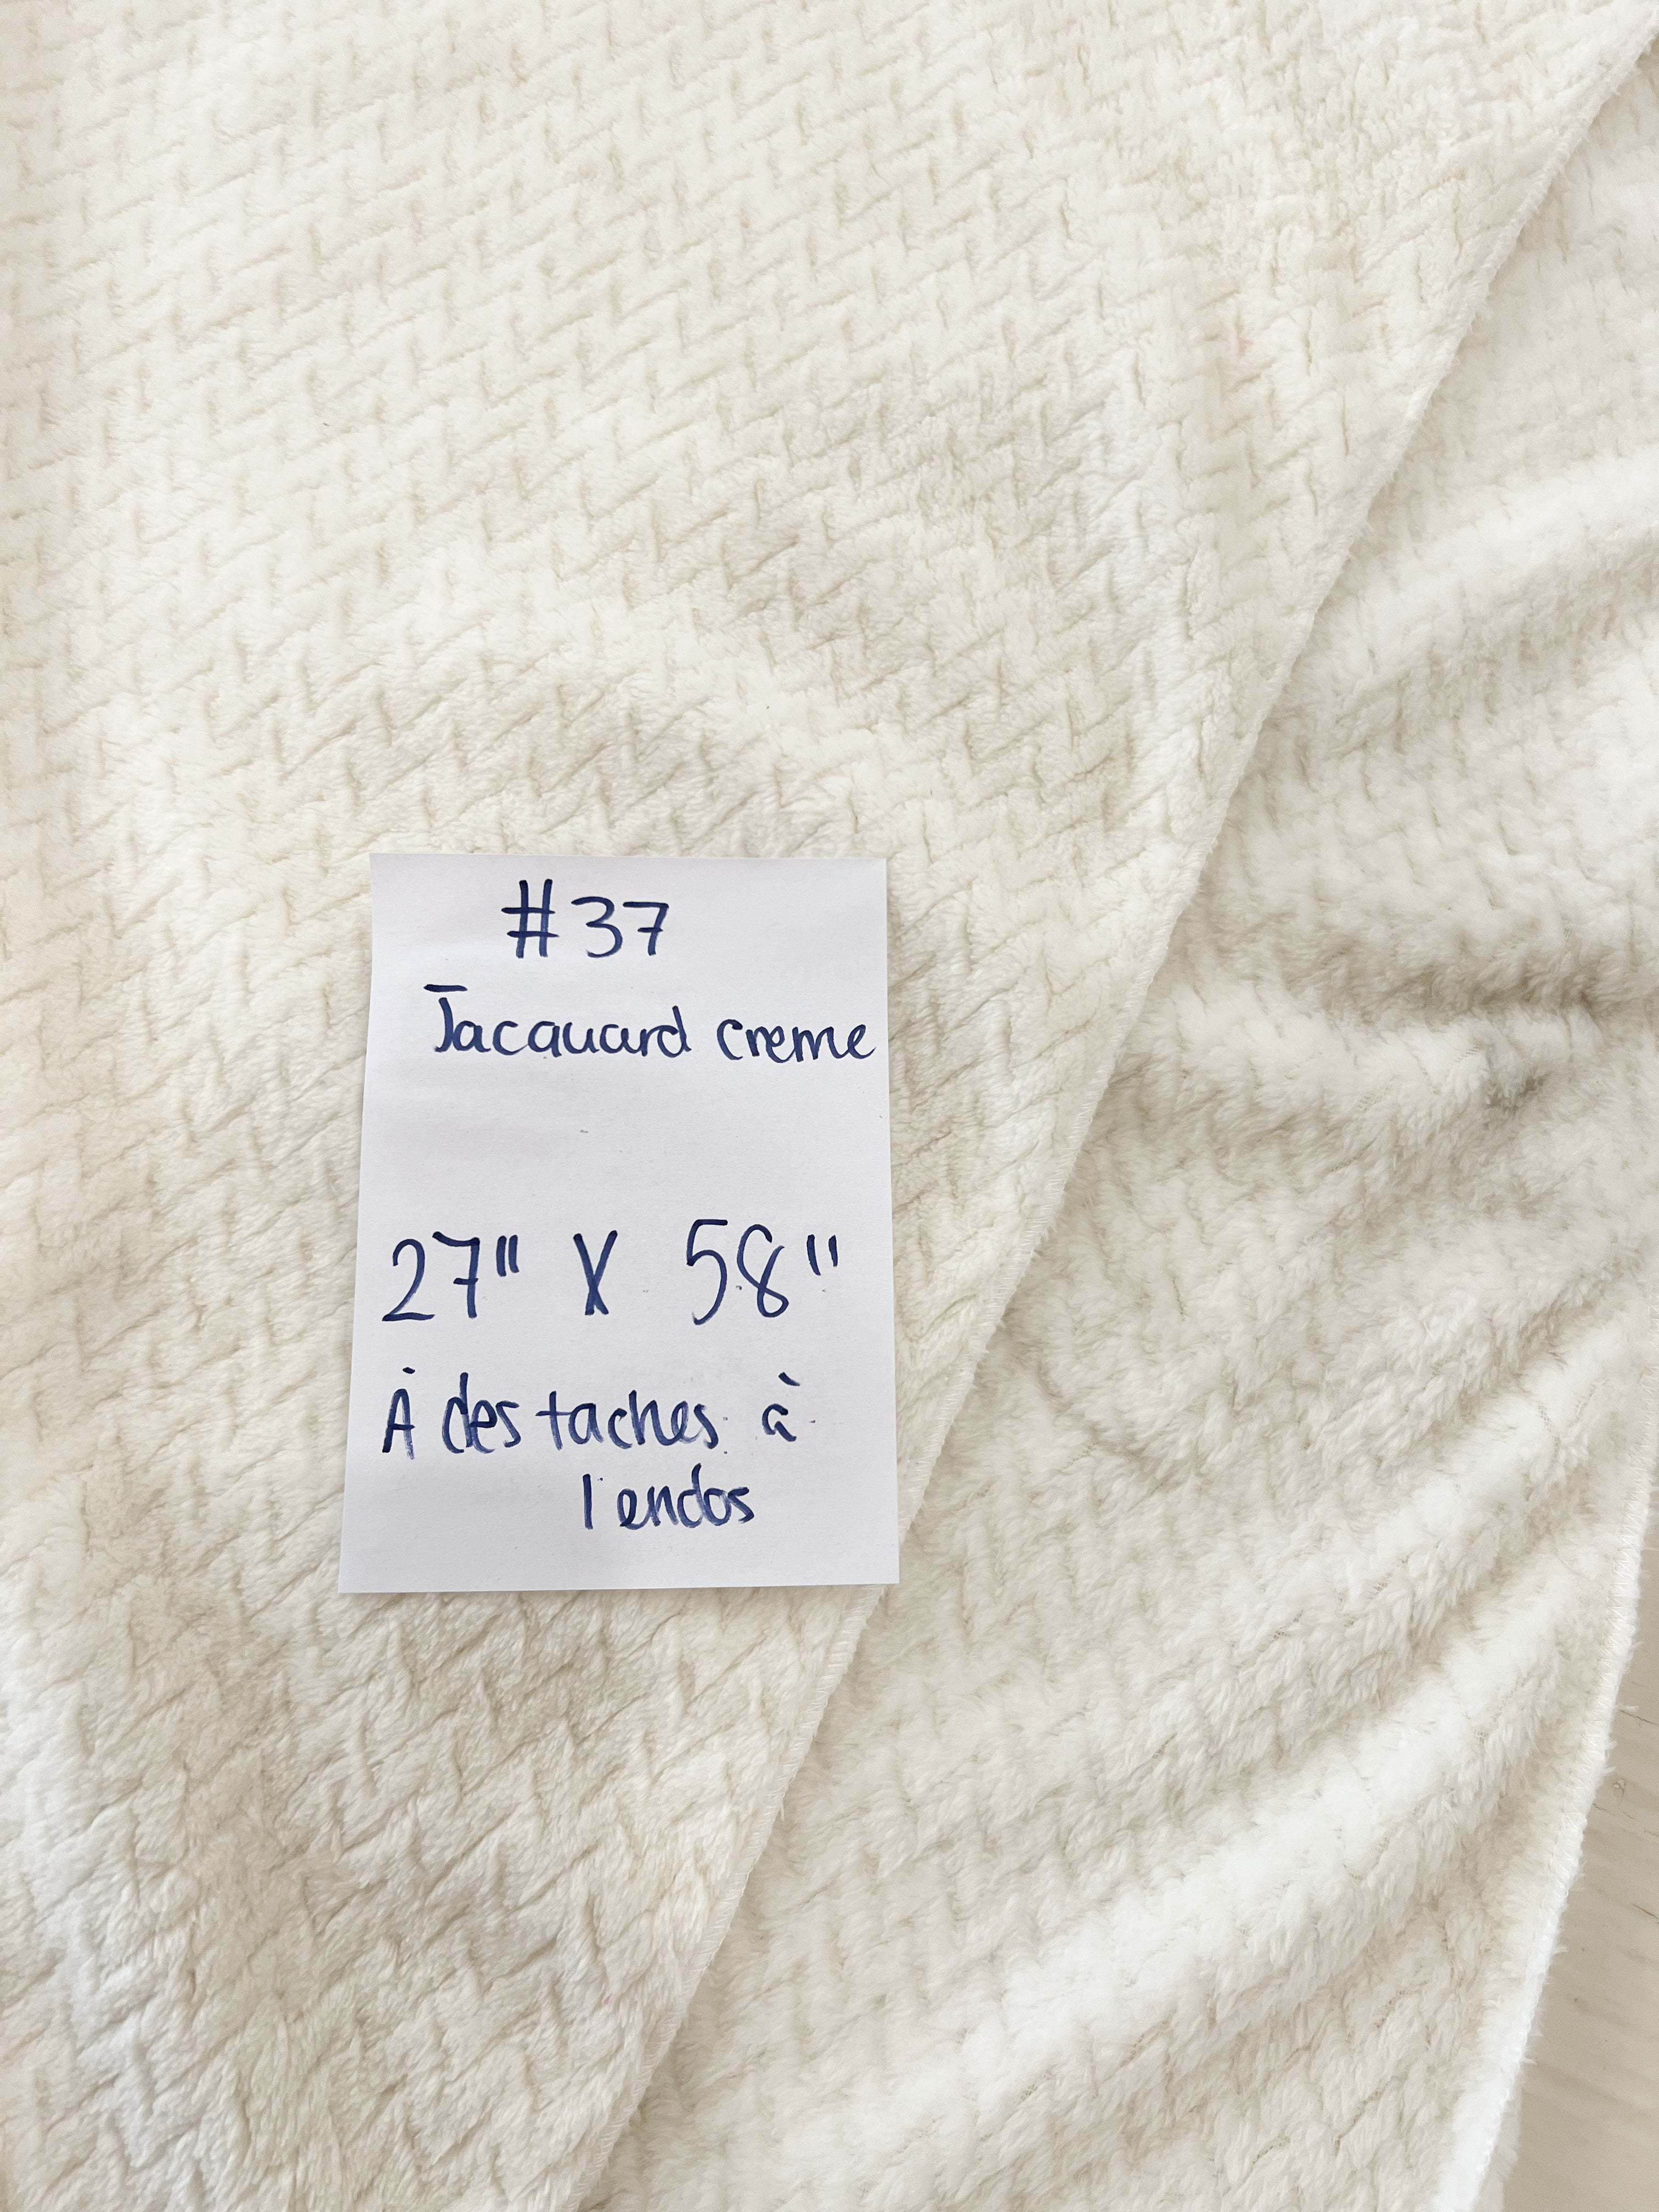 #37
Jacquard creme
27" X 58"
À des taches à
l'endos